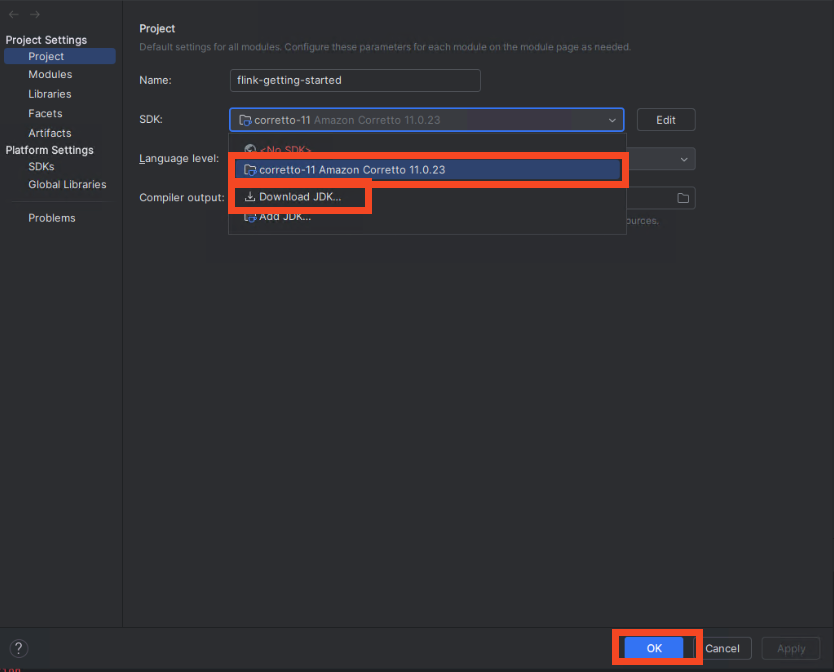 Project Settings
Project
Modules
Libraries
Facets
Artifacts
Platform Settings
SDKs
Global Libraries
Problems
Project
Default settings for all modules. Configure these parameters for each module on the module page as needed.
Name: flink-getting-started
SDK: corretto-11 Amazon Corretto 11.0.23 Edit
<No SDK>
Language level: corretto-11 Amazon Corretto 11.0.23
Compiler output: Download JDK...
Add JDK...
ources.
? OK Cancel Apply